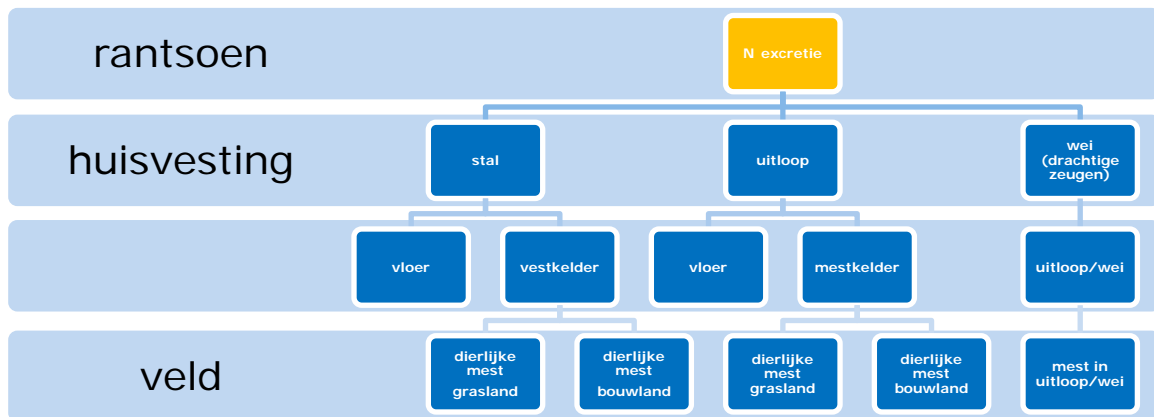 rantsoen
N excretie
huisvesting
stal
uitloop
wei
(drachtige
zeugen)
vloer
vestkelder
vloer
mestkelder
uitloop/wei
veld
dierlijke
mest
grasland
dierlijke
mest
bouwland
dierlijke
mest
grasland
dierlijke
mest
bouwland
mest in
uitloop/wei